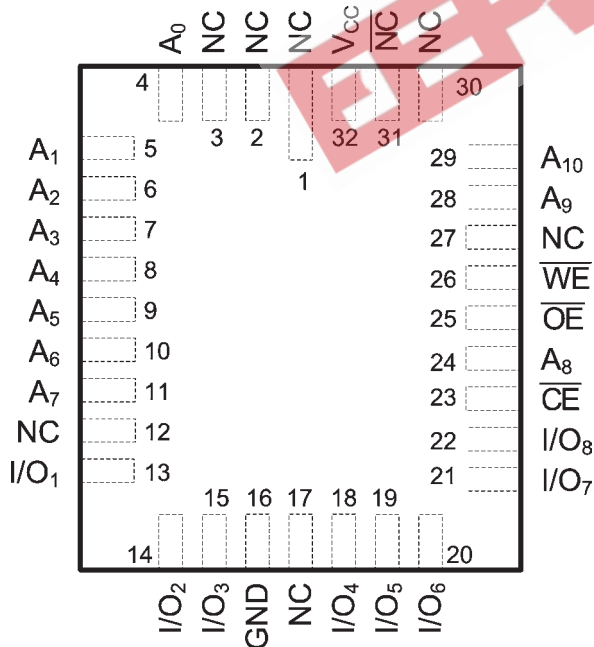 A0 NC NC NC VCC NC NC
4 30
3 2 32 31
1
A1 5
A2 6
A3 7
A4 8
A5 9
A6 10
A7 11
NC 12
I/O1 13
29 A10
28 A9
27 NC
26 W̅E̅
25 O̅E̅
24 A8
23 C̅E̅
22 I/O8
21 I/O7
15 16 17 18 19
14 20
I/O2 I/O3 GND NC I/O4 I/O5 I/O6